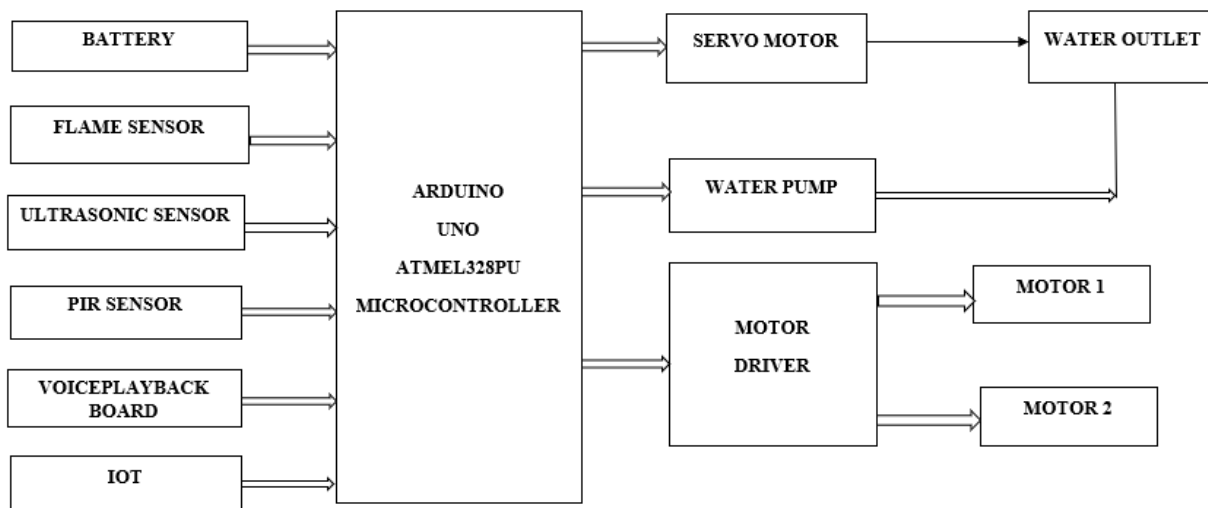 BATTERY
FLAME SENSOR
ULTRASONIC SENSOR
PIR SENSOR
VOICEPLAYBACK
BOARD
IOT
ARDUINO
UNO
ATMEL328PU
MICROCONTROLLER
SERVO MOTOR
WATER OUTLET
WATER PUMP
MOTOR
DRIVER
MOTOR 1
MOTOR 2